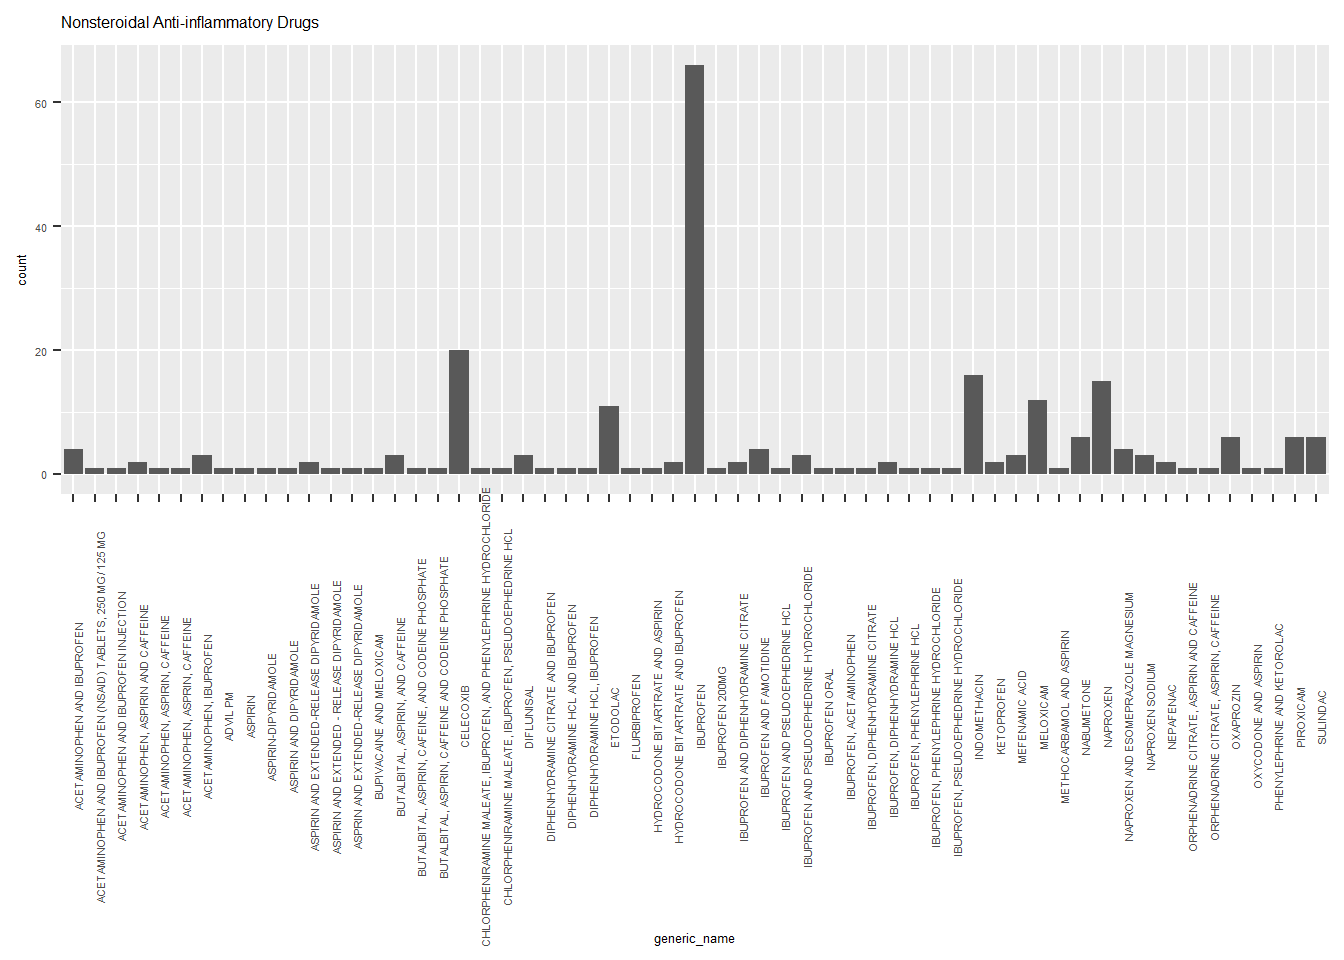 Nonsteroidal Anti-inflammatory Drugs
60
40
20
0
count
ACETAMINOPHEN AND IBUPROFEN
ACETAMINOPHEN AND IBUPROFEN (NSAID) TABLETS, 250 MG/ 125 MG
ACETAMINOPHEN AND IBUPROFEN INJECTION
ACETAMINOPHEN, ASPIRIN AND CAFFEINE
ACETAMINOPHEN, ASPIRIN, CAFFEINE
ACETAMINOPHEN, ASPRIN, CAFFEINE
ACETAMINOPHEN, IBUPROFEN
ADVIL PM
ASPIRIN
ASPIRIN-DIPYRIDAMOLE
ASPIRIN AND DIPYRIDAMOLE
ASPIRIN AND EXTENDED-RELEASE DIPYRIDAMOLE
ASPIRIN AND EXTENDED - RELEASE DIPYRIDAMOLE
ASPRIN AND EXTENDED-RELEASE DIPYRIDAMOLE
BUPIVACAINE AND MELOXICAM
BUTALBITAL, ASPIRIN, AND CAFFEINE
BUTALBITAL, ASPIRIN, CAFFEINE, AND CODEINE PHOSPHATE
BUTALBITAL, ASPIRIN, CAFFEINE AND CODEINE PHOSPHATE
CELECOXIB
CHLORPHENIRAMINE MALEATE, IBUPROFEN, AND PHENYLEPHRINE HYDROCHLORIDE
CHLORPHENIRAMINE MALEATE, IBUPROFEN, PSEUDOEPHEDRINE HCL
DIFLUNISAL
DIPHENHYDRAMINE CITRATE AND IBUPROFEN
DIPHENHYDRAMINE HCL AND IBUPROFEN
DIPHENHYDRAMINE HCL, IBUPROFEN
ETODOLAC
FLURBIPROFEN
HYDROCODONE BITARTRATE AND ASPIRIN
HYDROCODONE BITARTRATE AND IBUPROFEN
IBUPROFEN
IBUPROFEN 200MG
IBUPROFEN AND DIPHENHYDRAMINE CITRATE
IBUPROFEN AND FAMOTIDINE
IBUPROFEN AND PSEUDOEPHEDRINE HCL
IBUPROFEN AND PSEUDOEPHEDRINE HYDROCHLORIDE
IBUPROFEN ORAL
IBUPROFEN, ACETAMINOPHEN
IBUPROFEN, DIPHENHYDRAMINE CITRATE
IBUPROFEN, DIPHENHYDRAMINE HCL
IBUPROFEN, PHENYLEPHRINE HCL
IBUPROFEN, PHENYLEPHRINE HYDROCHLORIDE
IBUPROFEN, PSEUDOEPHEDRINE HYDROCHLORIDE
INDOMETHACIN
KETOPROFEN
MEFENAMIC ACID
MELOXICAM
METHOCARBAMOL AND ASPIRIN
NABUMETONE
NAPROXEN
NAPROXEN AND ESOMEPRAZOLE MAGNESIUM
NAPROXEN SODIUM
NEPAFENAC
ORPHENADRINE CITRATE, ASPIRIN AND CAFFEINE
ORPHENADRINE CITRATE, ASPIRIN, CAFFEINE
OXAPROZIN
OXYCODONE AND ASPIRIN
PHENYLEPHRINE AND KETOROLAC
PIROXICAM
SULINDAC
generic_name